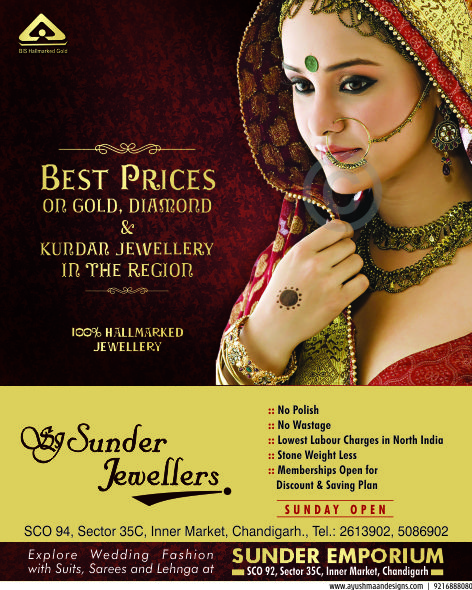 BIS Hallmarked Gold
BEST PRICES
ON GOLD, DIAMOND
&
KUNDAN JEWELLERY
IN THE REGION
100% HALLMARKED
JEWELLERY
SJ Sunder
Jewellers
:: No Polish
:: No Wastage
:: Lowest Labour Charges in North India
:: Stone Weight Less
:: Memberships Open for
Discount & Saving Plan
SUNDAY OPEN
SCO 94, Sector 35C, Inner Market, Chandigarh., Tel.: 2613902, 5086902
Explore Wedding Fashion
with Suits, Sarees and Lehnga at
SUNDER EMPORIUM
SCO 92, Sector 35C, Inner Market, Chandigarh
www.ayushmaandesigns.com | 9216888080